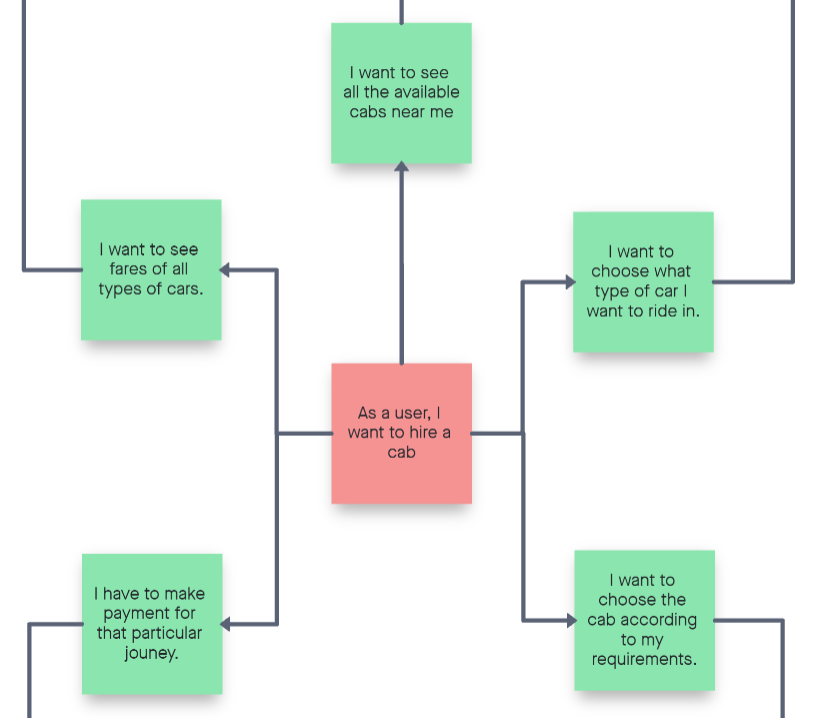 I want to see
all the available
cabs near me
I want to see
fares of all
types of cars.
I want to
choose what
type of car I
want to ride in.
As a user, I
want to hire a
cab
I have to make
payment for
that particular
jouney.
I want to
choose the
cab according
to my
requirements.